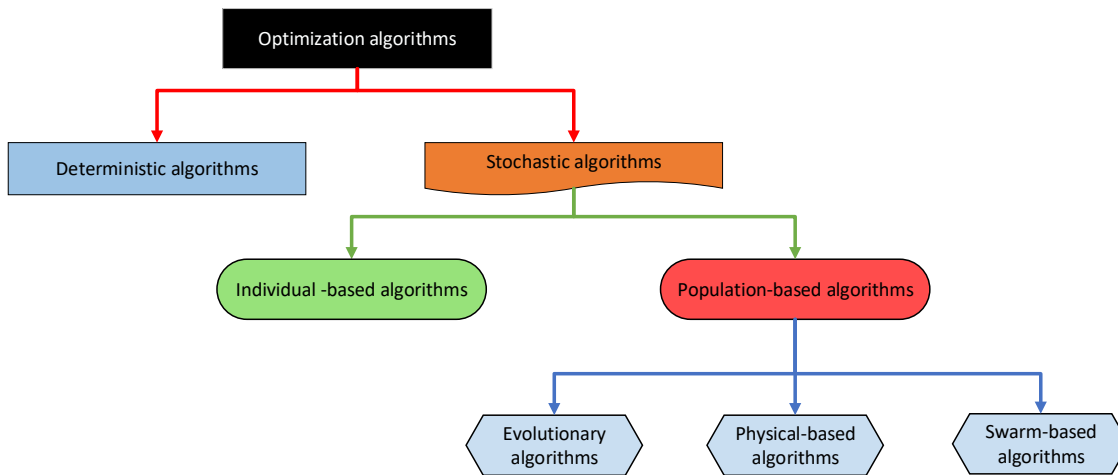 Optimization algorithms
Deterministic algorithms
Stochastic algorithms
Individual -based algorithms
Population-based algorithms
Evolutionary
algorithms
Physical-based
algorithms
Swarm-based
algorithms